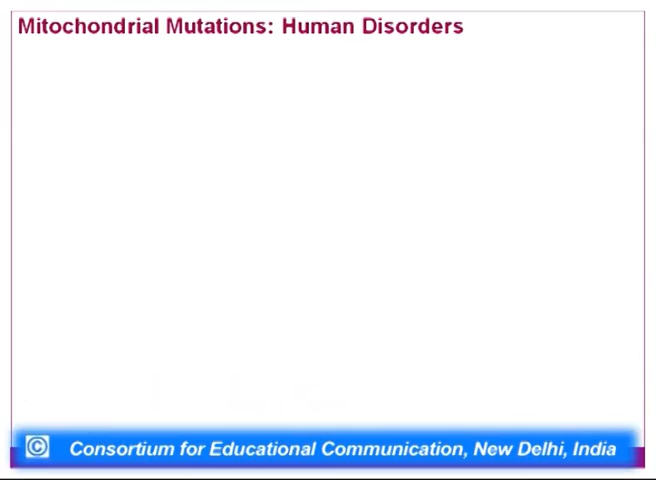 Mitochondrial Mutations: Human Disorders
© Consortium for Educational Communication, New Delhi, India